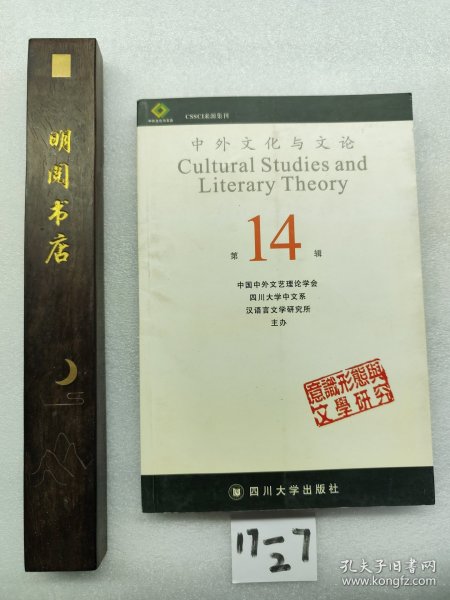 明阅书店
CSSCI来源集刊
中外文化与文论
Cultural Studies and
Literary Theory
第 14 辑
中国中外文艺理论学会
四川大学中文系
汉语言文学研究所
主办
意識形態與
文學研究
四川大学出版社
17-7
2
孔夫子旧书网
www.kongfz.com